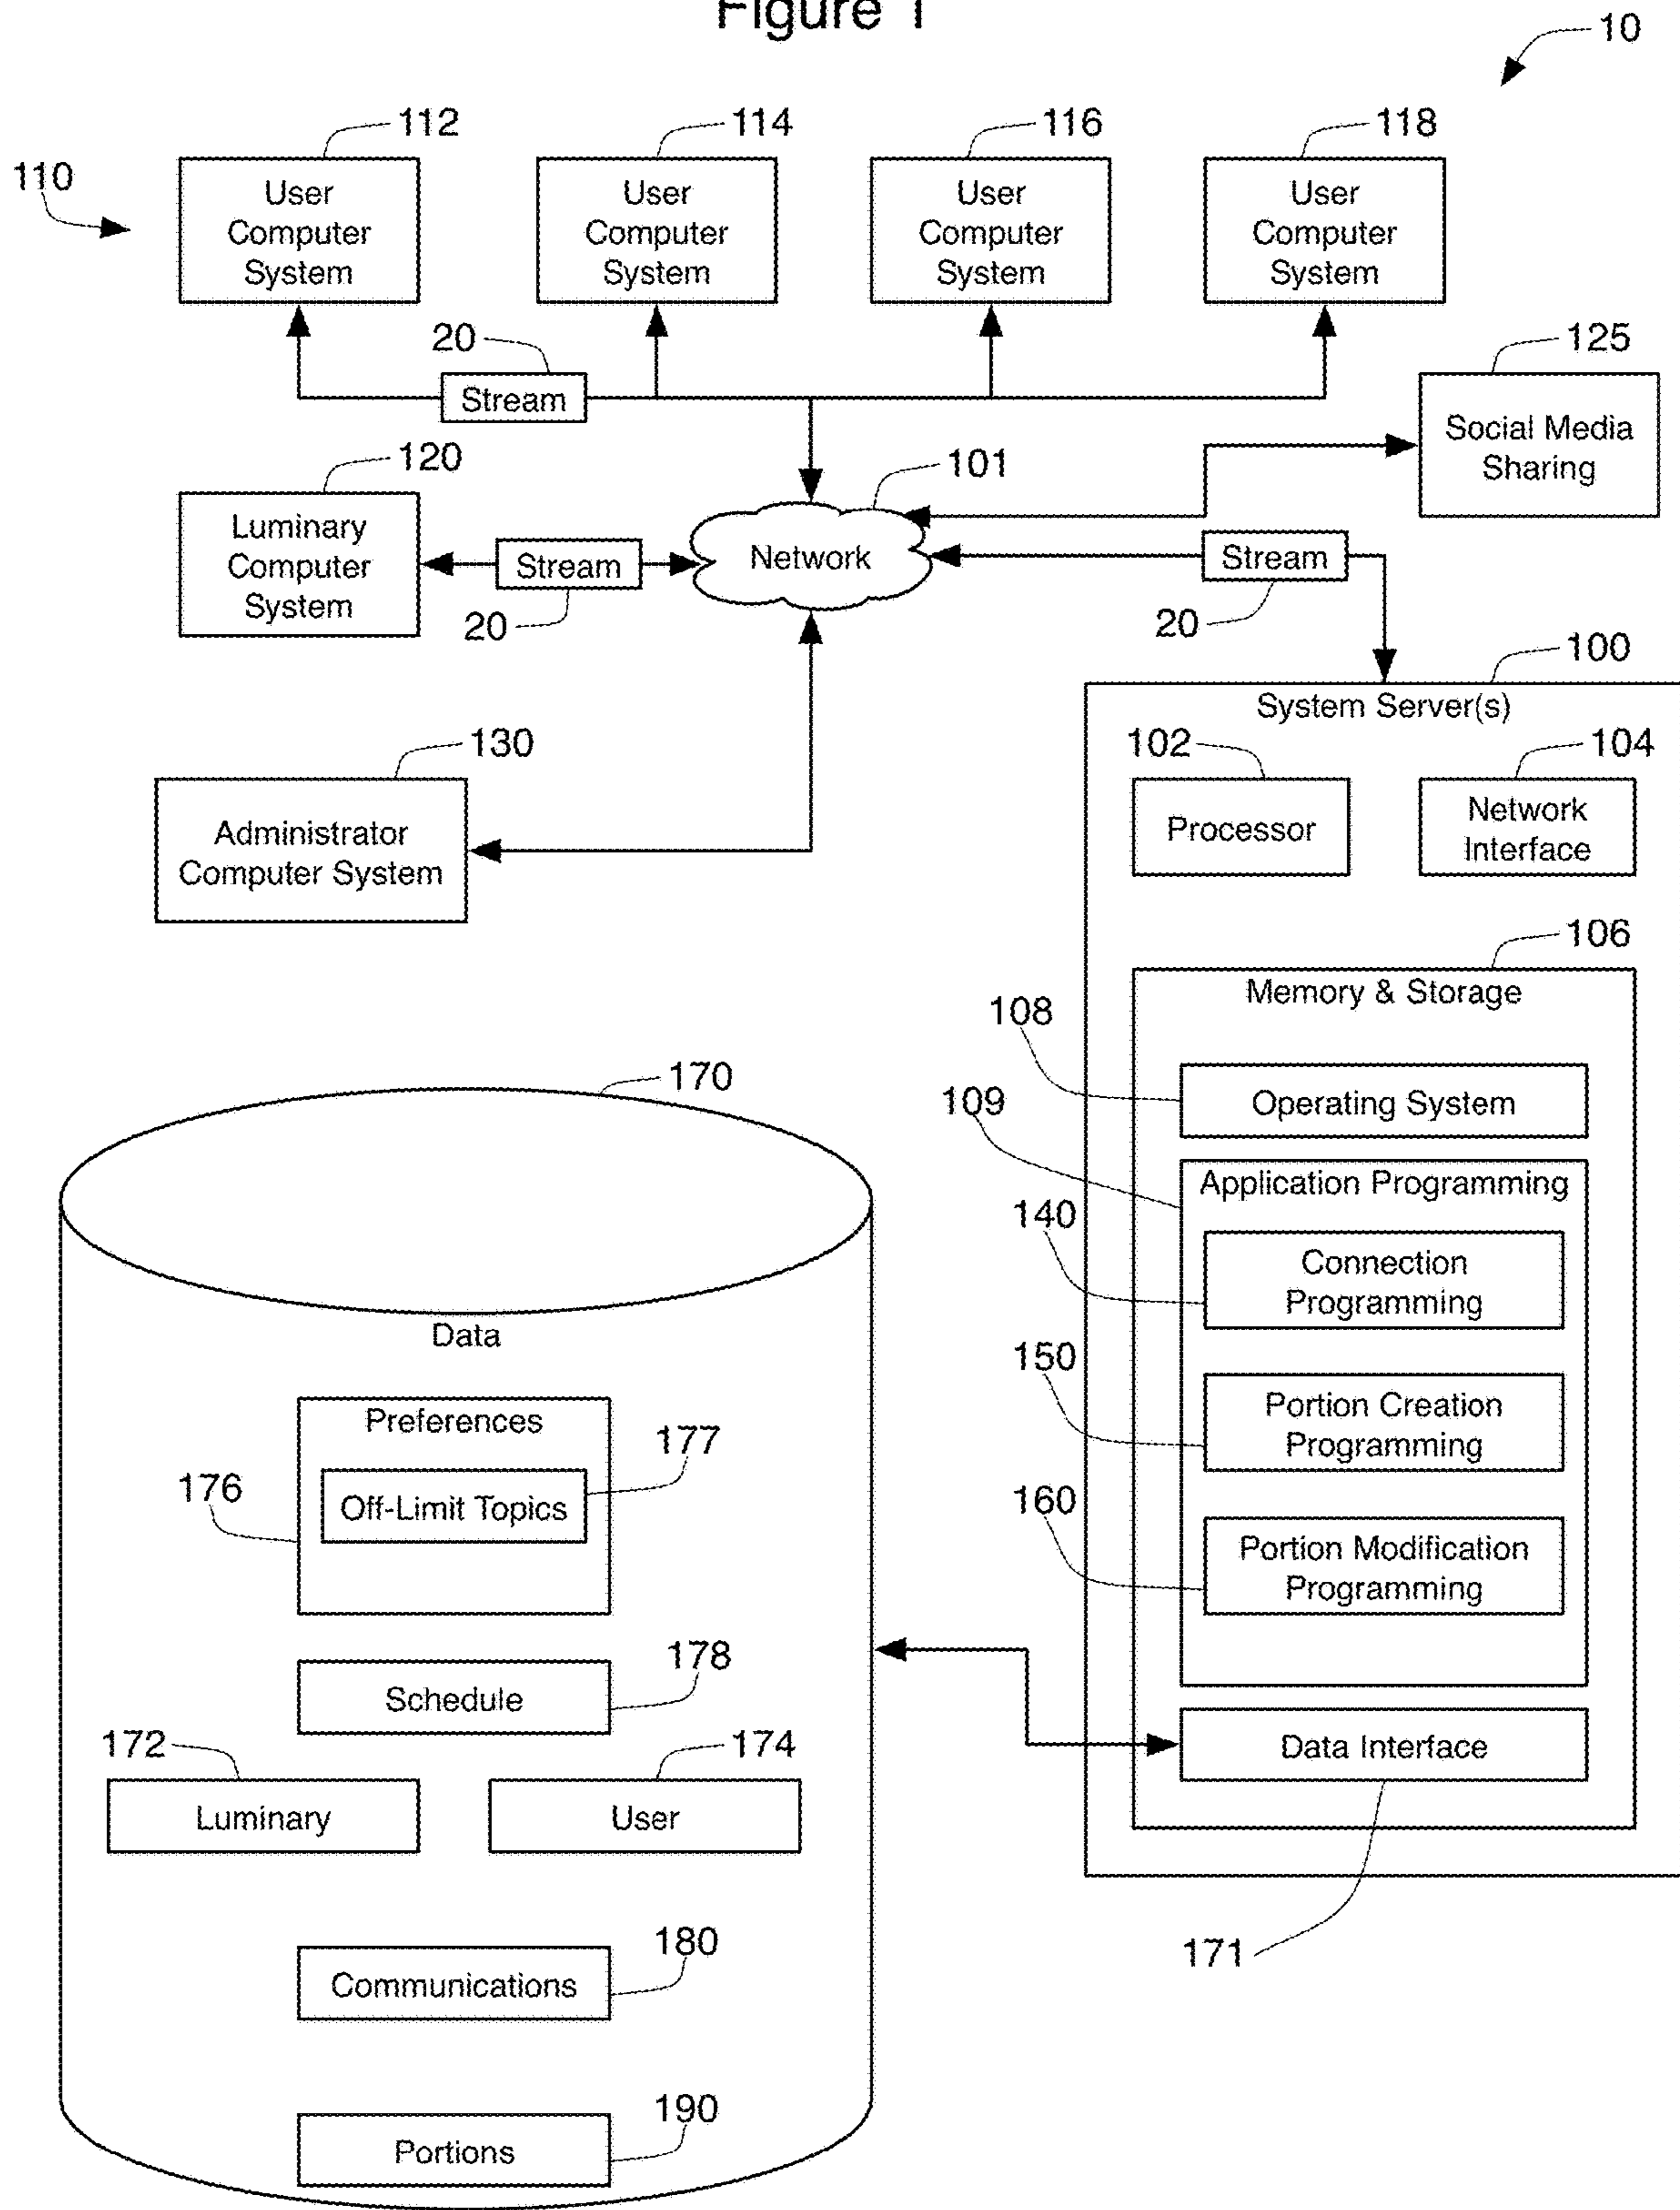 Figure 1
10
112
114
116
118
110
User
Computer
System
User
Computer
System
User
Computer
System
User
Computer
System
20
Stream
125
Social Media
Sharing
120
Luminary
Computer
System
Stream
20
101
Network
Stream
20
100
System Server(s)
130
Administrator
Computer System
102
Processor
104
Network
Interface
106
Memory & Storage
108
Operating System
109
Application Programming
140
Connection
Programming
150
Portion Creation
Programming
160
Portion Modification
Programming
Data Interface
171
170
Data
Preferences
177
176
Off-Limit Topics
178
Schedule
172
174
Luminary
User
180
Communications
190
Portions